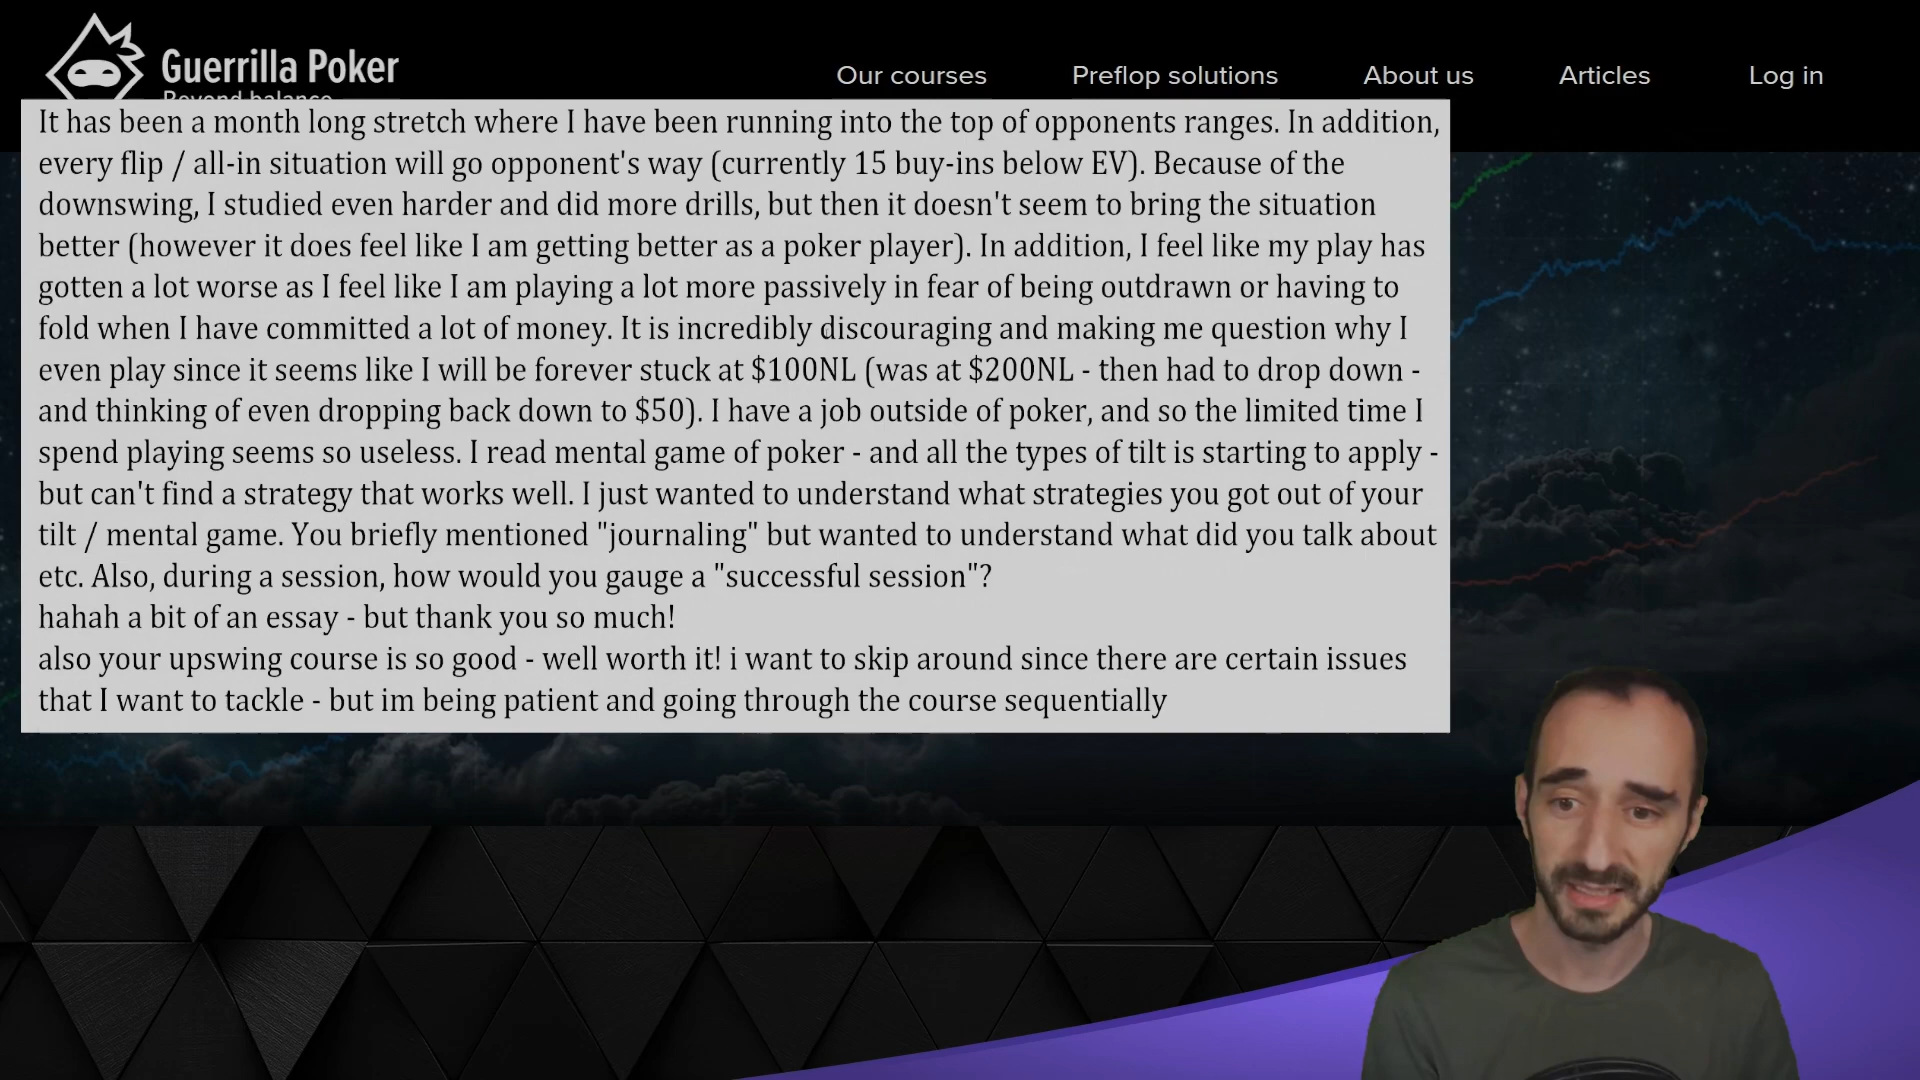 Guerrilla Poker
Beyond balance
Our courses
Preflop solutions
About us
Articles
Log in
It has been a month long stretch where I have been running into the top of opponents ranges. In addition,
every flip / all-in situation will go opponent's way (currently 15 buy-ins below EV). Because of the
downswing, I studied even harder and did more drills, but then it doesn't seem to bring the situation
better (however it does feel like I am getting better as a poker player). In addition, I feel like my play has
gotten a lot worse as I feel like I am playing a lot more passively in fear of being outdrawn or having to
fold when I have committed a lot of money. It is incredibly discouraging and making me question why I
even play since it seems like I will be forever stuck at $100NL (was at $200NL - then had to drop down -
and thinking of even dropping back down to $50). I have a job outside of poker, and so the limited time I
spend playing seems so useless. I read mental game of poker - and all the types of tilt is starting to apply -
but can't find a strategy that works well. I just wanted to understand what strategies you got out of your
tilt / mental game. You briefly mentioned "journaling" but wanted to understand what did you talk about
etc. Also, during a session, how would you gauge a "successful session"?
hahah a bit of an essay - but thank you so much!
also your upswing course is so good - well worth it! i want to skip around since there are certain issues
that I want to tackle - but im being patient and going through the course sequentially